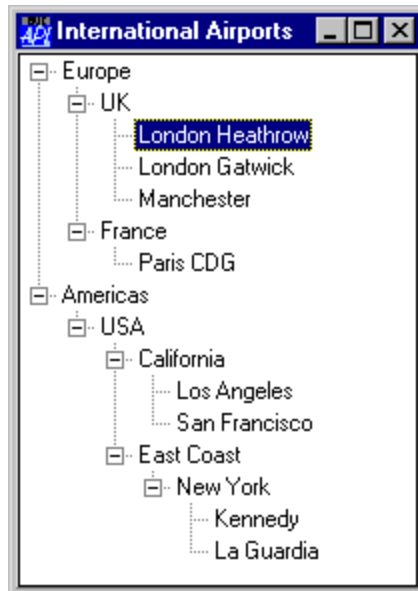 International Airports
Europe
UK
London Heathrow
London Gatwick
Manchester
France
Paris CDG
Americas
USA
California
Los Angeles
San Francisco
East Coast
New York
Kennedy
La Guardia